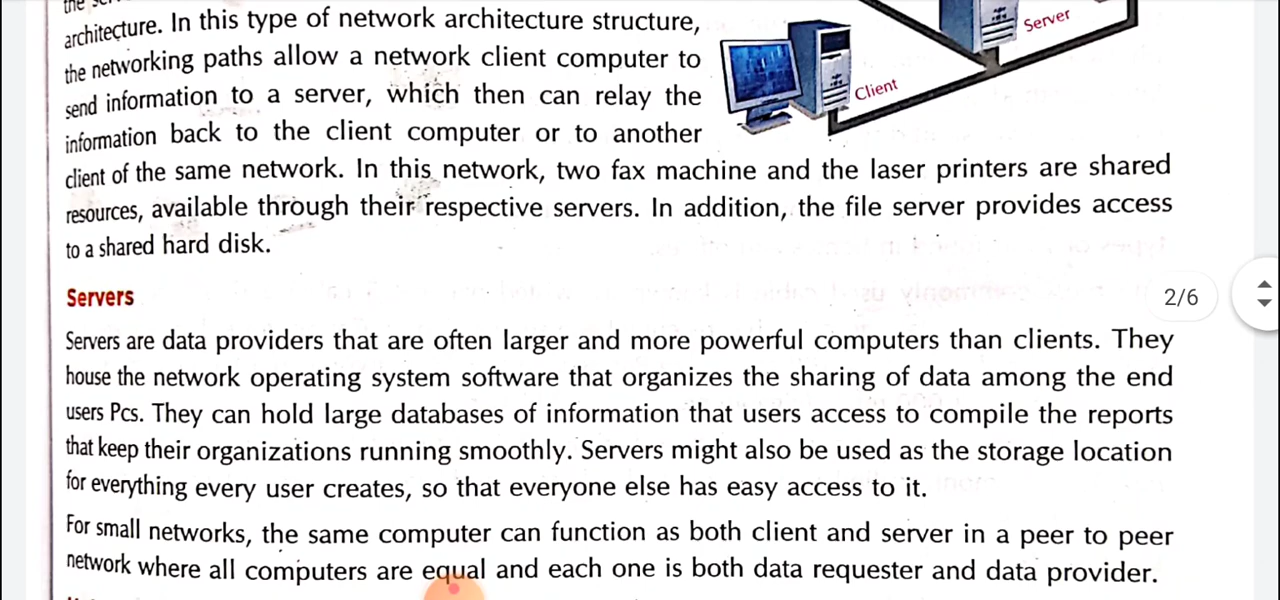 architecture. In this type of network architecture structure,
the networking paths allow a network client computer to
send information to a server, which then can relay the
information back to the client computer or to another
client of the same network. In this network, two fax machine and the laser printers are shared
resources, available through their respective servers. In addition, the file server provides access
to a shared hard disk.
Server
Client
Servers
2/6
Servers are data providers that are often larger and more powerful computers than clients. They
house the network operating system software that organizes the sharing of data among the end
users Pcs. They can hold large databases of information that users access to compile the reports
that keep their organizations running smoothly. Servers might also be used as the storage location
for everything every user creates, so that everyone else has easy access to it.
For small networks, the same computer can function as both client and server in a peer to peer
network where all computers are equal and each one is both data requester and data provider.